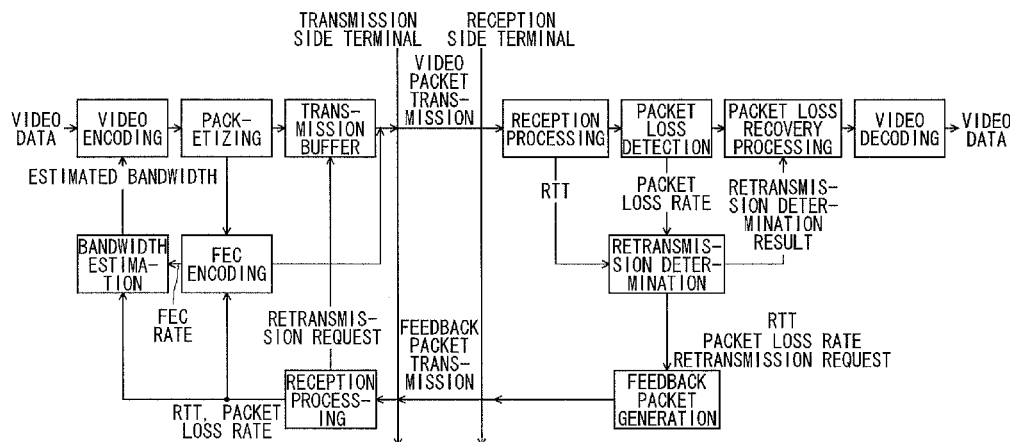 TRANSMISSION
SIDE TERMINAL
RECEPTION
SIDE TERMINAL
VIDEO
DATA
VIDEO
ENCODING
PACK-
ETIZING
TRANS-
MISSION
BUFFER
VIDEO
PACKET
TRANS-
MISSION
RECEPTION
PROCESSING
PACKET
LOSS
DETECTION
PACKET LOSS
RECOVERY
PROCESSING
VIDEO
DECODING
VIDEO
DATA
ESTIMATED BANDWIDTH
RTT
PACKET
LOSS RATE
RETRANSMIS-
SION DETER-
MINATION
RESULT
BANDWIDTH
ESTIMA-
TION
FEC
ENCODING
RETRANSMIS-
SION DETER-
MINATION
FEC
RATE
RETRANSMIS-
SION REQUEST
FEEDBACK
PACKET
TRANS-
MISSION
RTT
PACKET LOSS RATE
RETRANSMISSION REQUEST
RTT, PACKET
LOSS RATE
RECEPTION
PROCESS-
ING
FEEDBACK
PACKET
GENERATION